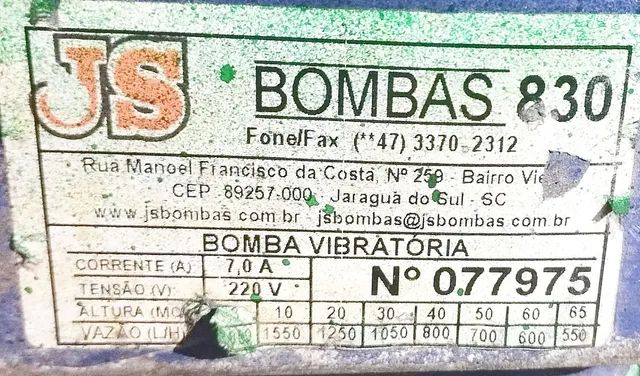 JS
BOMBAS 830
Fone/Fax (**47) 3370-2312
Rua Manoel Francisco da Costa, Nº 259 - Bairro
CEP 89257-000 - Jaraguá do Sul - SC
www.jsbombas.com.br - jsbombas@jsbombas.com.br
BOMBA VIBRATÓRIA
CORRENTE (A) 7,0 A
TENSÃO (V) 220 V
Nº 077975
ALTURA 10 20 30 40 50 60 65
VAZÃO (L/H) 1550 1250 1050 800 700 600 550